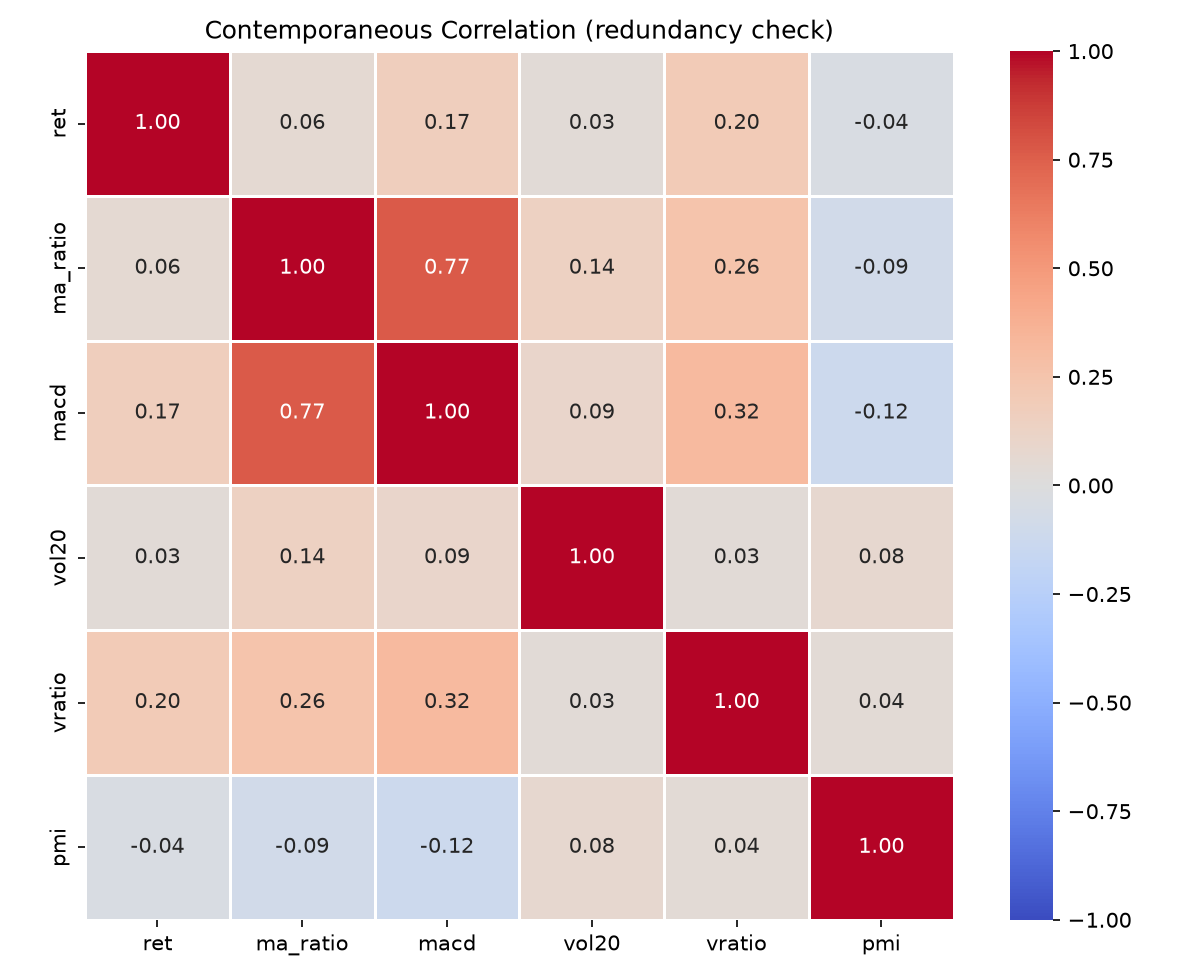 Contemporaneous Correlation (redundancy check)
ret 1.00 0.06 0.17 0.03 0.20 -0.04
ma_ratio 0.06 1.00 0.77 0.14 0.26 -0.09
macd 0.17 0.77 1.00 0.09 0.32 -0.12
vol20 0.03 0.14 0.09 1.00 0.03 0.08
vratio 0.20 0.26 0.32 0.03 1.00 0.04
pmi -0.04 -0.09 -0.12 0.08 0.04 1.00
ret ma_ratio macd vol20 vratio pmi
1.00
0.75
0.50
0.25
0.00
−0.25
−0.50
−0.75
−1.00